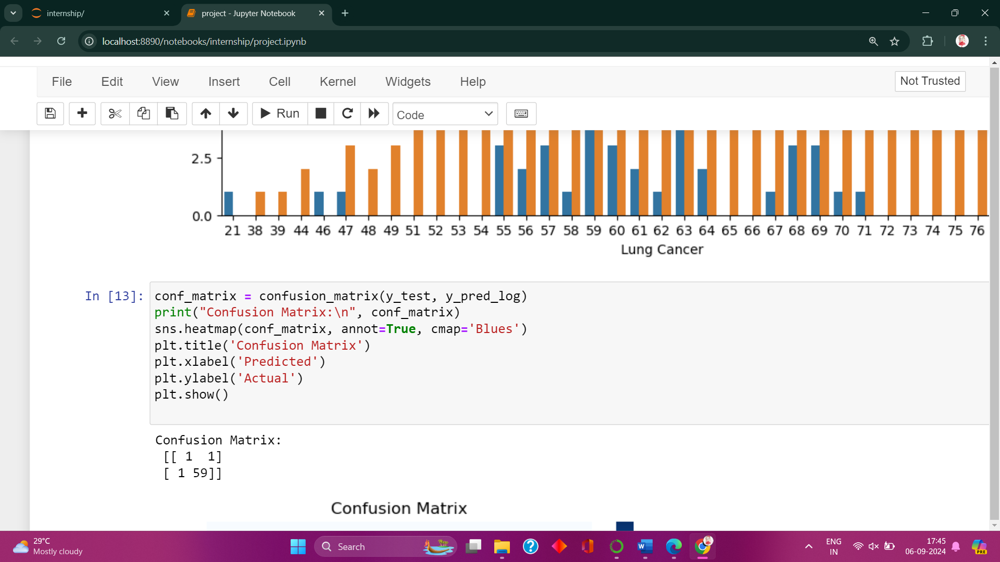 internship/
project - Jupyter Notebook
localhost:8890/notebooks/internship/project.ipynb
File Edit View Insert Cell Kernel Widgets Help
Not Trusted
Run
Code
2.5
0.0
21 38 39 44 46 47 48 49 51 52 53 54 55 56 57 58 59 60 61 62 63 64 65 66 67 68 69 70 71 72 73 74 75 76
Lung Cancer
In [13]:
conf_matrix = confusion_matrix(y_test, y_pred_log)
print("Confusion Matrix:\n", conf_matrix)
sns.heatmap(conf_matrix, annot=True, cmap='Blues')
plt.title('Confusion Matrix')
plt.xlabel('Predicted')
plt.ylabel('Actual')
plt.show()
Confusion Matrix:
[[ 1  1]
[ 1 59]]
Confusion Matrix
29°C
Mostly cloudy
Search
W
PRE
ENG
IN
17:45
06-09-2024